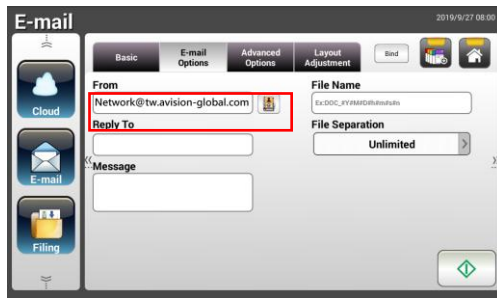 E-mail
2019/9/27 08:00
Basic
E-mail Options
Advanced Options
Layout Adjustment
Bind
Cloud
E-mail
Filing
From
Network@tw.avision-global.com
Reply To
Message
File Name
File Separation
Unlimited